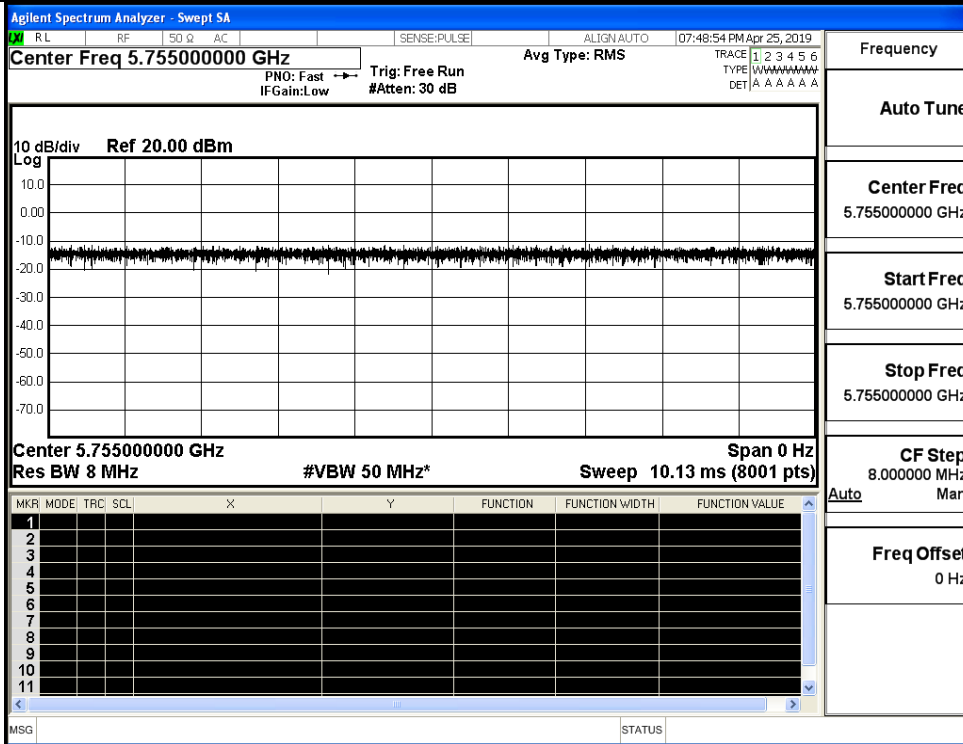 Agilent Spectrum Analyzer - Swept SA
LXI RL RF 50 Ω AC SENSE:PULSE ALIGN AUTO 07:48:54 PM Apr 25, 2019
Center Freq 5.755000000 GHz Avg Type: RMS TRACE 1 2 3 4 5 6
PNO: Fast Trig: Free Run TYPE WWWWWW
IFGain:Low #Atten: 30 dB DET A A A A A A
10 dB/div Ref 20.00 dBm
Log
10.0
0.00
-10.0
-20.0
-30.0
-40.0
-50.0
-60.0
-70.0
Center 5.755000000 GHz Span 0 Hz
Res BW 8 MHz #VBW 50 MHz* Sweep 10.13 ms (8001 pts)
MKR MODE TRC SCL X Y FUNCTION FUNCTION WIDTH FUNCTION VALUE
1
2
3
4
5
6
7
8
9
10
11
MSG STATUS
Frequency
Auto Tune
Center Freq
5.755000000 GHz
Start Freq
5.755000000 GHz
Stop Freq
5.755000000 GHz
CF Step
8.000000 MHz
Auto Man
Freq Offset
0 Hz